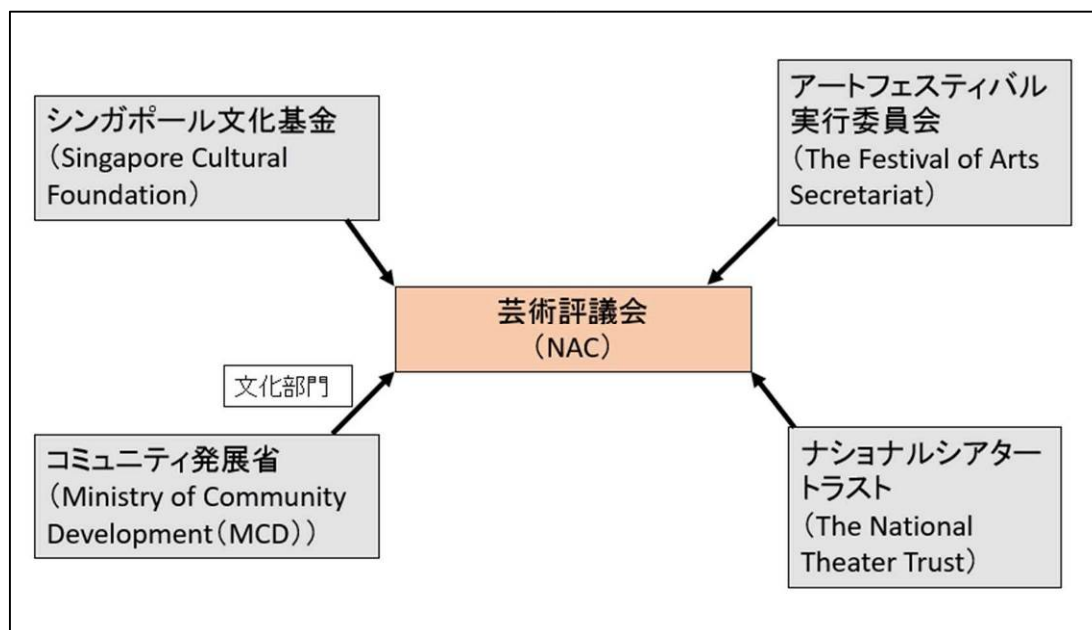 シンガポール文化基金
（Singapore Cultural
Foundation）
アートフェスティバル
実行委員会
（The Festival of Arts
Secretariat）
芸術評議会
（NAC）
文化部門
コミュニティ発展省
（Ministry of Community
Development（MCD））
ナショナルシアター
トラスト
（The National
Theater Trust）